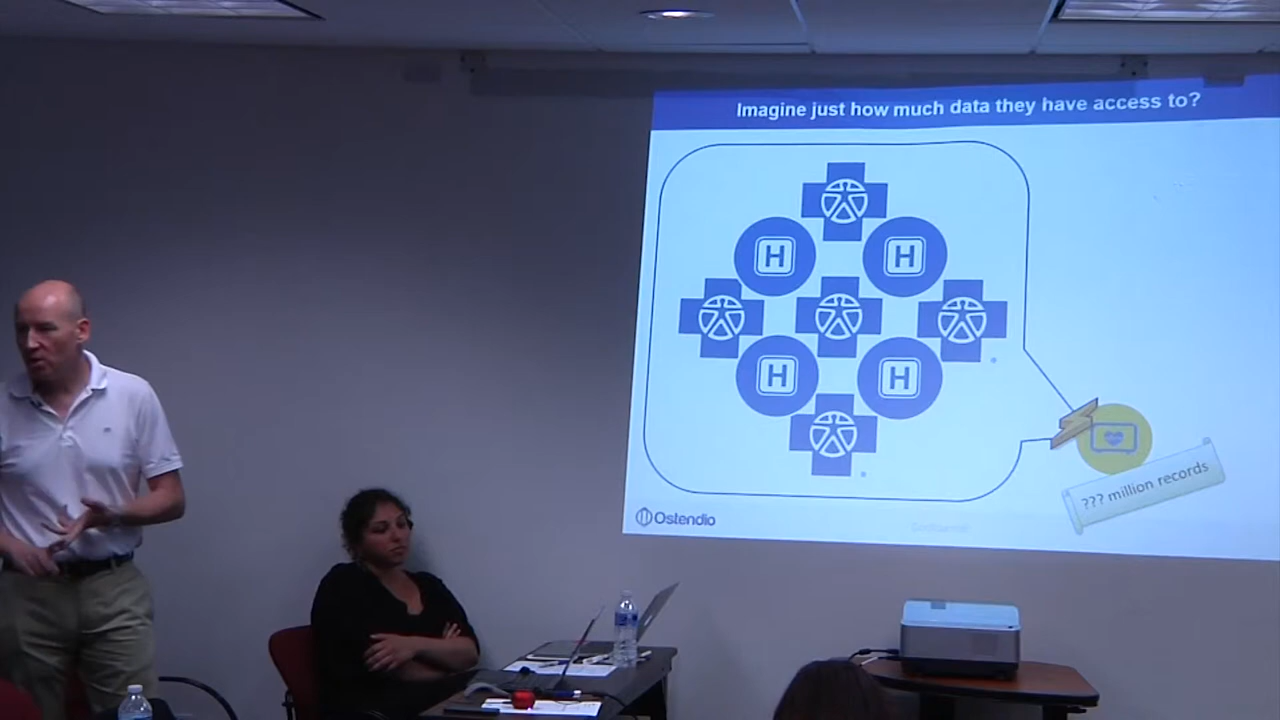 Imagine just how much data they have access to?
H H
H H
??? million records
Ostendio